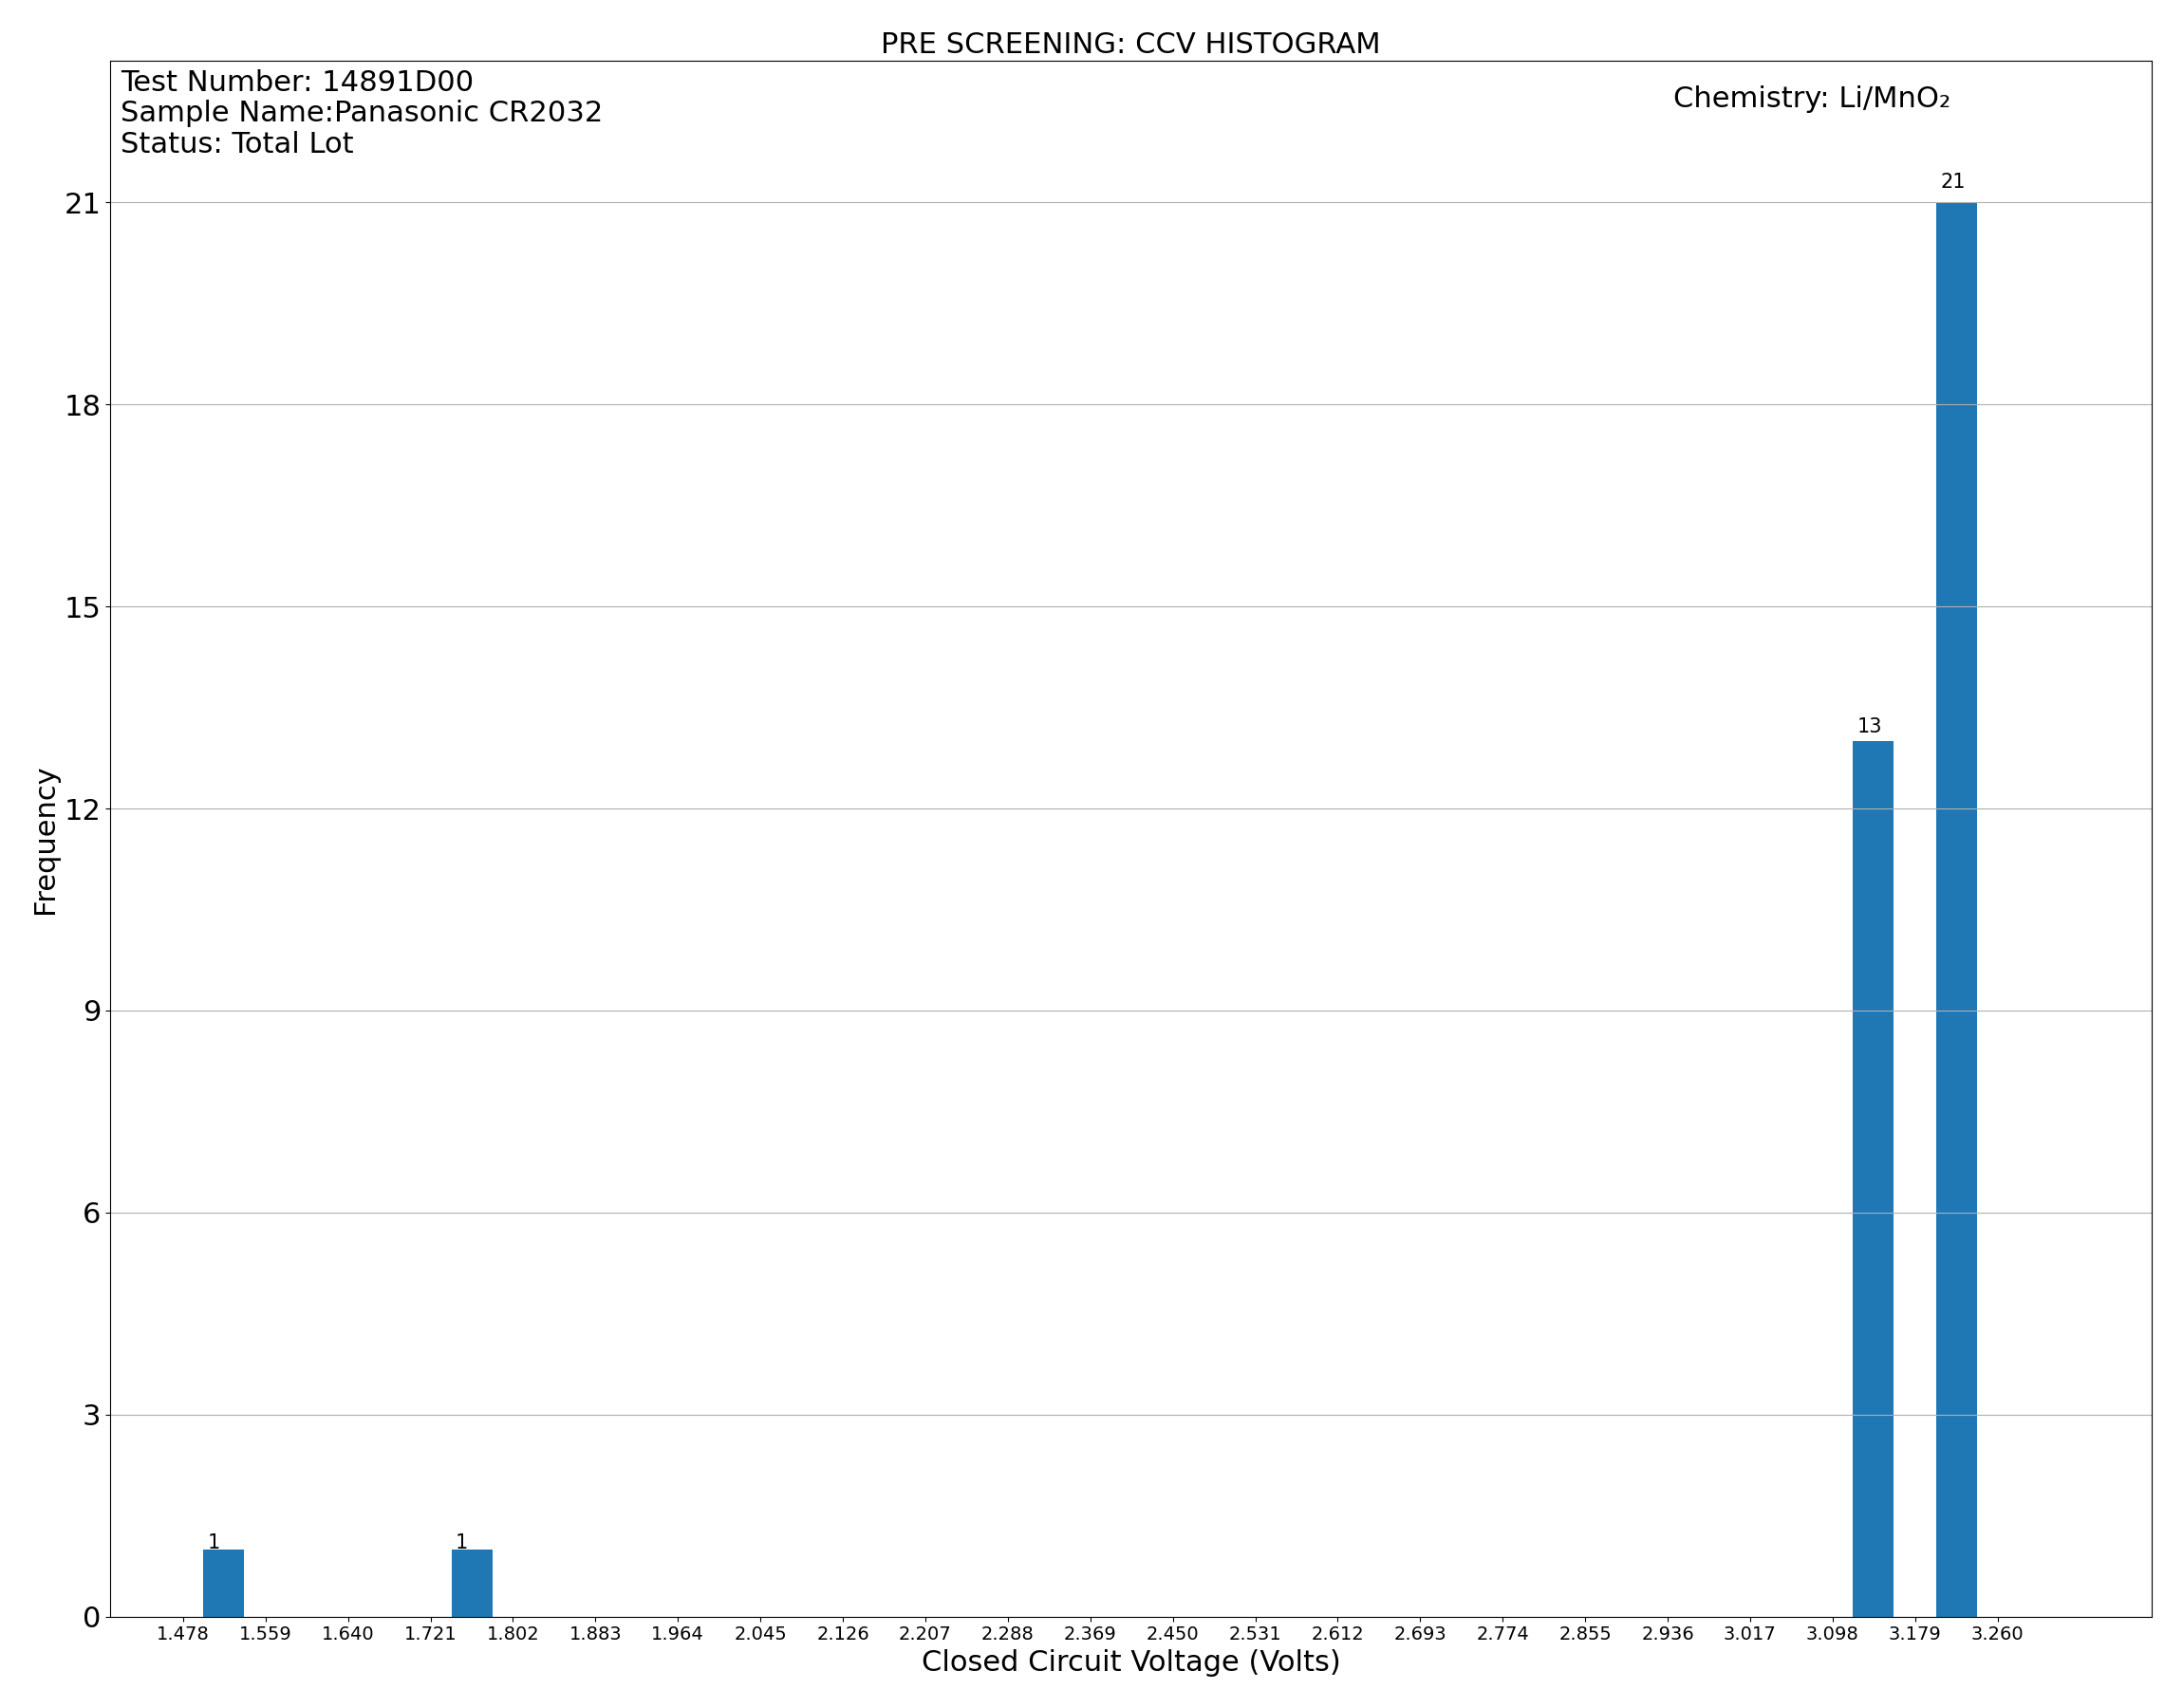 PRE SCREENING: CCV HISTOGRAM
Test Number: 14891D00
Sample Name:Panasonic CR2032
Status: Total Lot
Chemistry: Li/MnO₂
21
18
15
12
9
6
3
0
Frequency
1
1
13
21
1.478 1.559 1.640 1.721 1.802 1.883 1.964 2.045 2.126 2.207 2.288 2.369 2.450 2.531 2.612 2.693 2.774 2.855 2.936 3.017 3.098 3.179 3.260
Closed Circuit Voltage (Volts)